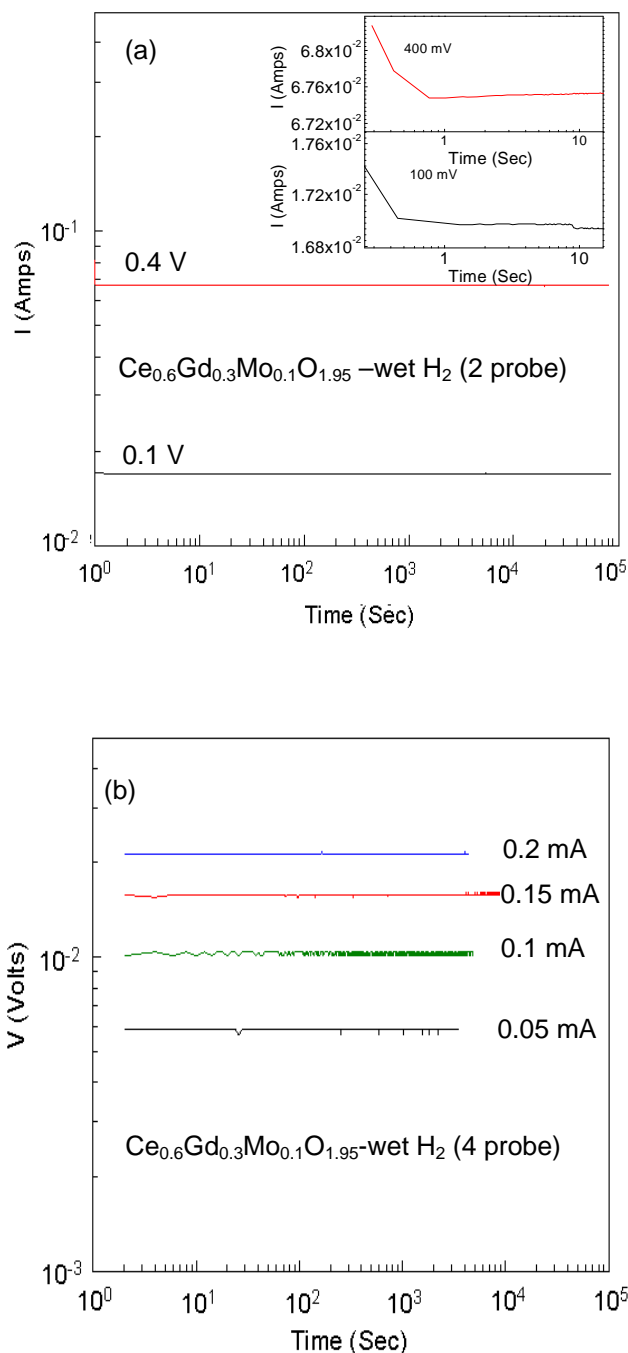 (a)
I (Amps)
6.8x10⁻²
6.76x10⁻²
6.72x10⁻²
400 mV
1
10
Time (Sec)
I (Amps)
1.76x10⁻²
1.72x10⁻²
1.68x10⁻²
100 mV
1
10
Time (Sec)
I (Amps)
10⁻¹
10⁻²
0.4 V
Ce₀.₆Gd₀.₃Mo₀.₁O₁.₉₅ –wet H₂ (2 probe)
0.1 V
10⁰ 10¹ 10² 10³ 10⁴ 10⁵
Time (Sec)
(b)
V (Volts)
10⁻²
10⁻³
0.2 mA
0.15 mA
0.1 mA
0.05 mA
Ce₀.₆Gd₀.₃Mo₀.₁O₁.₉₅-wet H₂ (4 probe)
10⁰ 10¹ 10² 10³ 10⁴ 10⁵
Time (Sec)